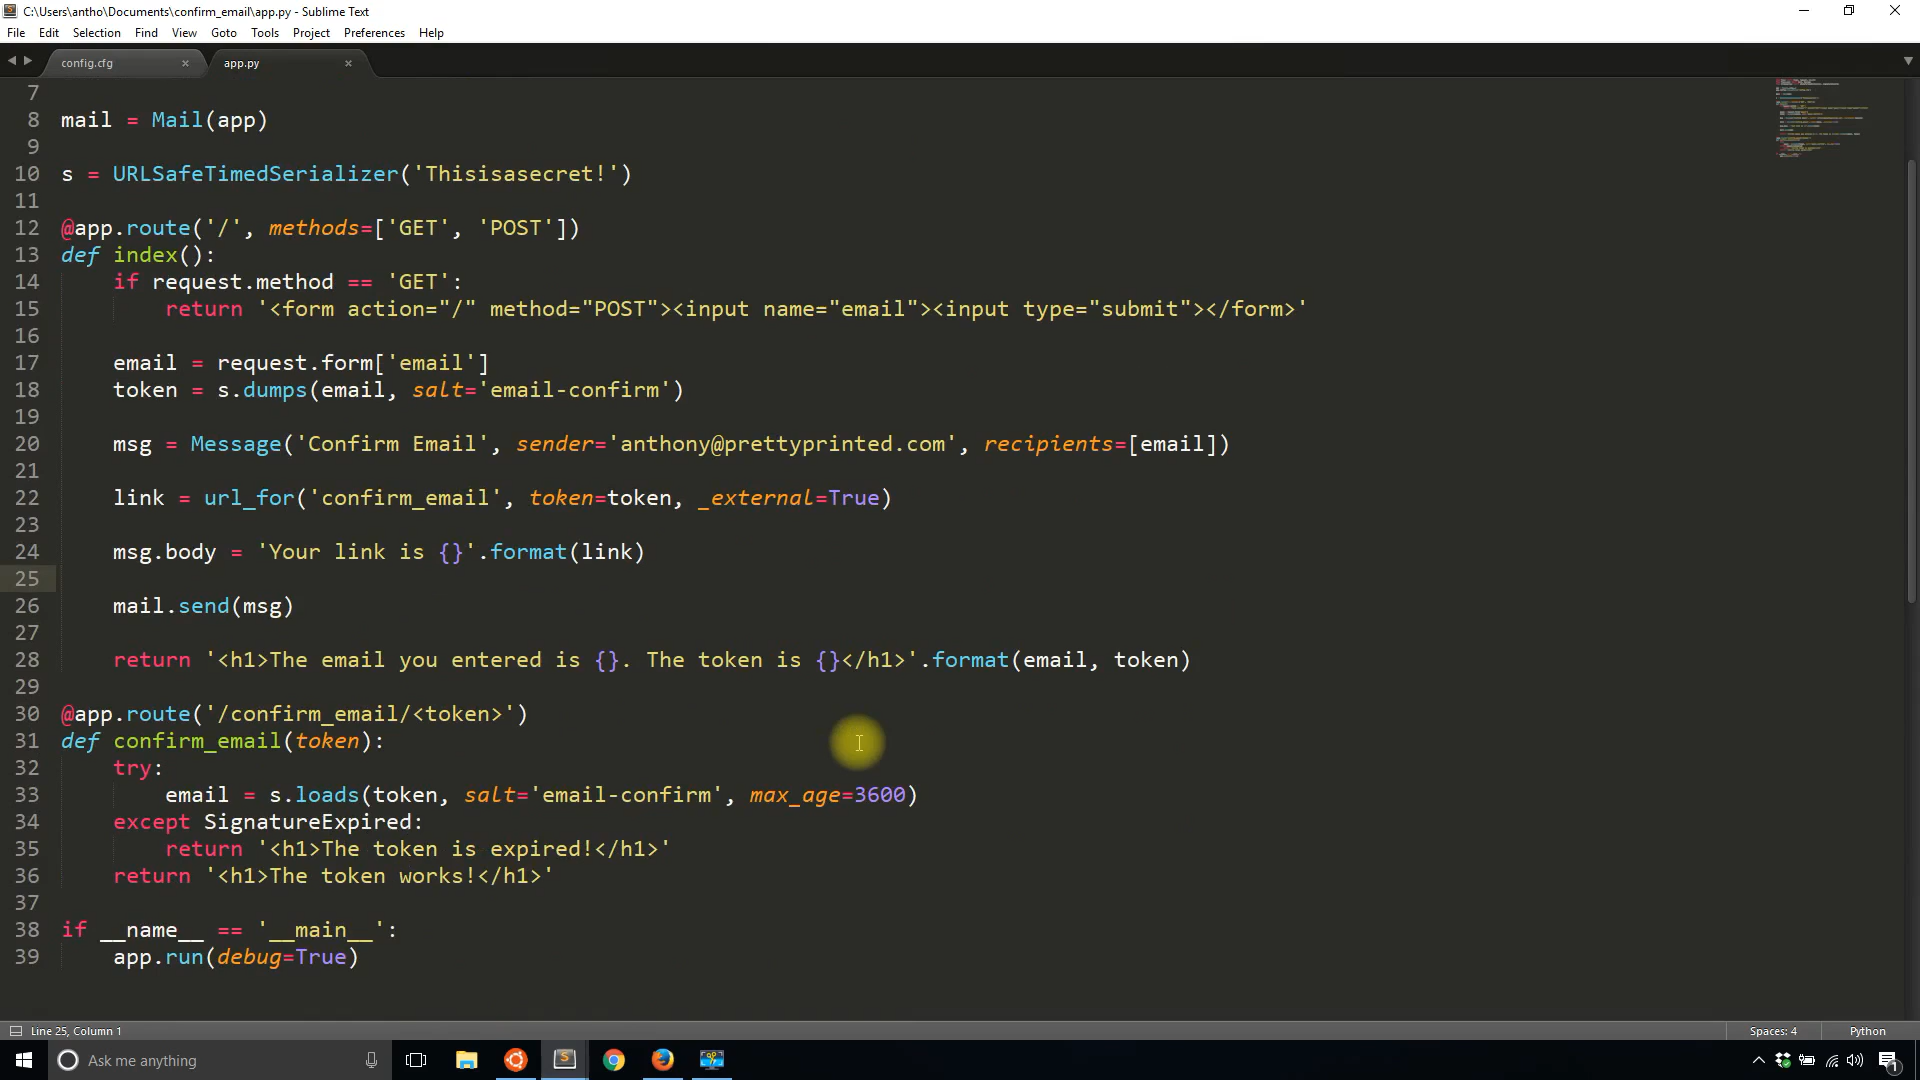 C:\Users\antho\Documents\confirm_email\app.py - Sublime Text
File Edit Selection Find View Goto Tools Project Preferences Help
config.cfg × app.py ×
7
8 mail = Mail(app)
9
10 s = URLSafeTimedSerializer('Thisisasecret!')
11
12 @app.route('/', methods=['GET', 'POST'])
13 def index():
14     if request.method == 'GET':
15         return '<form action="/" method="POST"><input name="email"><input type="submit"></form>'
16
17     email = request.form['email']
18     token = s.dumps(email, salt='email-confirm')
19
20     msg = Message('Confirm Email', sender='anthony@prettyprinted.com', recipients=[email])
21
22     link = url_for('confirm_email', token=token, _external=True)
23
24     msg.body = 'Your link is {}'.format(link)
25
26     mail.send(msg)
27
28     return '<h1>The email you entered is {}. The token is {}</h1>'.format(email, token)
29
30 @app.route('/confirm_email/<token>')
31 def confirm_email(token):
32     try:
33         email = s.loads(token, salt='email-confirm', max_age=3600)
34     except SignatureExpired:
35         return '<h1>The token is expired!</h1>'
36     return '<h1>The token works!</h1>'
37
38 if __name__ == '__main__':
39     app.run(debug=True)
Line 25, Column 1 Spaces: 4 Python
Ask me anything 1